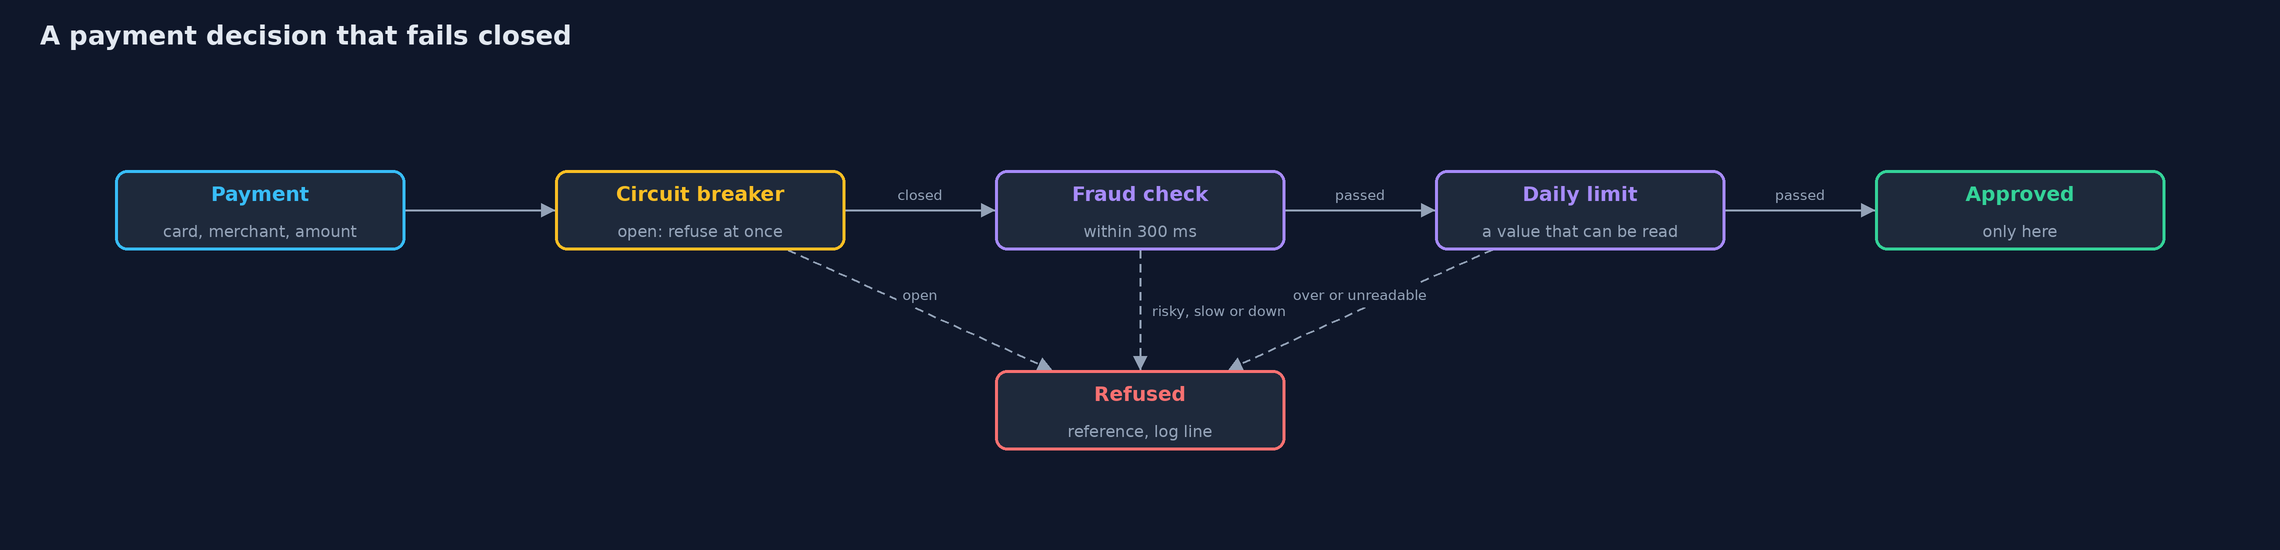 A payment decision that fails closed
Payment
card, merchant, amount
Circuit breaker
open: refuse at once
closed
Fraud check
within 300 ms
passed
Daily limit
a value that can be read
passed
Approved
only here
open
risky, slow or down
over or unreadable
Refused
reference, log line